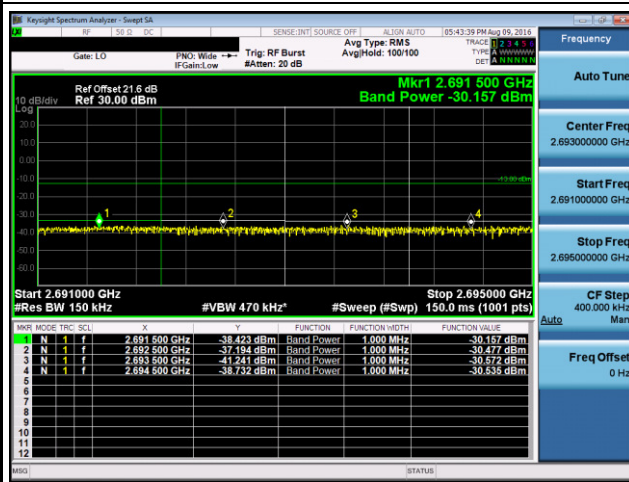 Keysight Spectrum Analyzer - Swept SA
RF 50 Ω DC SENSE:INT SOURCE OFF ALIGN AUTO 05:43:39 PM Aug 09, 2016
Gate: LO PNO: Wide Trig: RF Burst Avg Type: RMS TRACE 1 2 3 4 5 6
IFGain:Low #Atten: 20 dB Avg|Hold: 100/100 TYPE A WWWWW
DET A N N N N N
Ref Offset 21.6 dB Mkr1 2.691 500 GHz
10 dB/div Ref 30.00 dBm Band Power -30.157 dBm
Log
20.0
10.0
0.00
-10.0
-13.00 dBm
-20.0
-30.0
1 2 3 4
-40.0
-50.0
-60.0
Start 2.691000 GHz Stop 2.695000 GHz
#Res BW 150 kHz #VBW 470 kHz* #Sweep (#Swp) 150.0 ms (1001 pts)
MKR MODE TRC SCL X Y FUNCTION FUNCTION WIDTH FUNCTION VALUE
1 N 1 f 2.691 500 GHz -38.423 dBm Band Power 1.000 MHz -30.157 dBm
2 N 1 f 2.692 500 GHz -37.194 dBm Band Power 1.000 MHz -30.477 dBm
3 N 1 f 2.693 500 GHz -41.241 dBm Band Power 1.000 MHz -30.572 dBm
4 N 1 f 2.694 500 GHz -38.732 dBm Band Power 1.000 MHz -30.535 dBm
5
6
7
8
9
10
11
12
MSG STATUS
Frequency
Auto Tune
Center Freq
2.693000000 GHz
Start Freq
2.691000000 GHz
Stop Freq
2.695000000 GHz
CF Step
400.000 kHz
Auto Man
Freq Offset
0 Hz